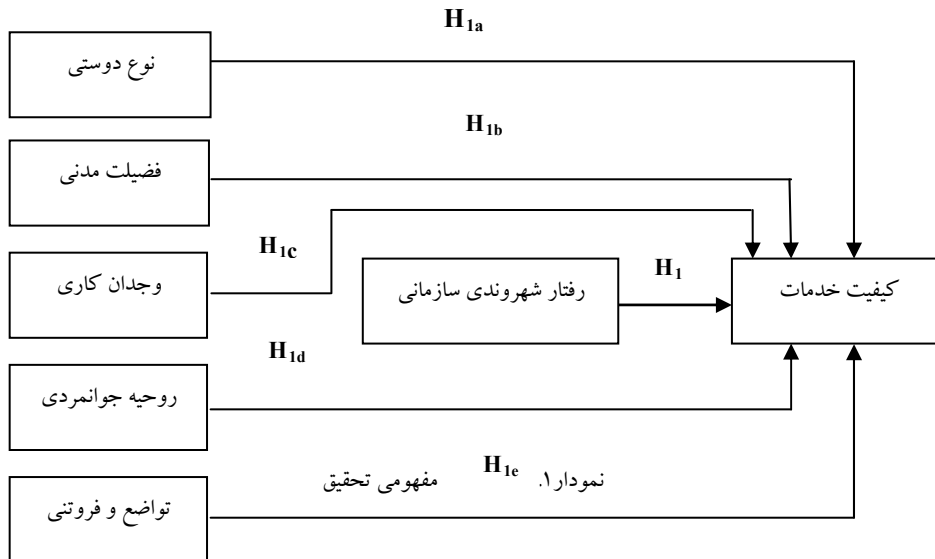 H1a
نوع دوستی
H1b
فضیلت مدنی
H1c
وجدان کاری
رفتار شهروندی سازمانی
H1
کیفیت خدمات
H1d
روحیه جوانمردی
H1e
نمودار۱. مفهومی تحقیق
تواضع و فروتنی